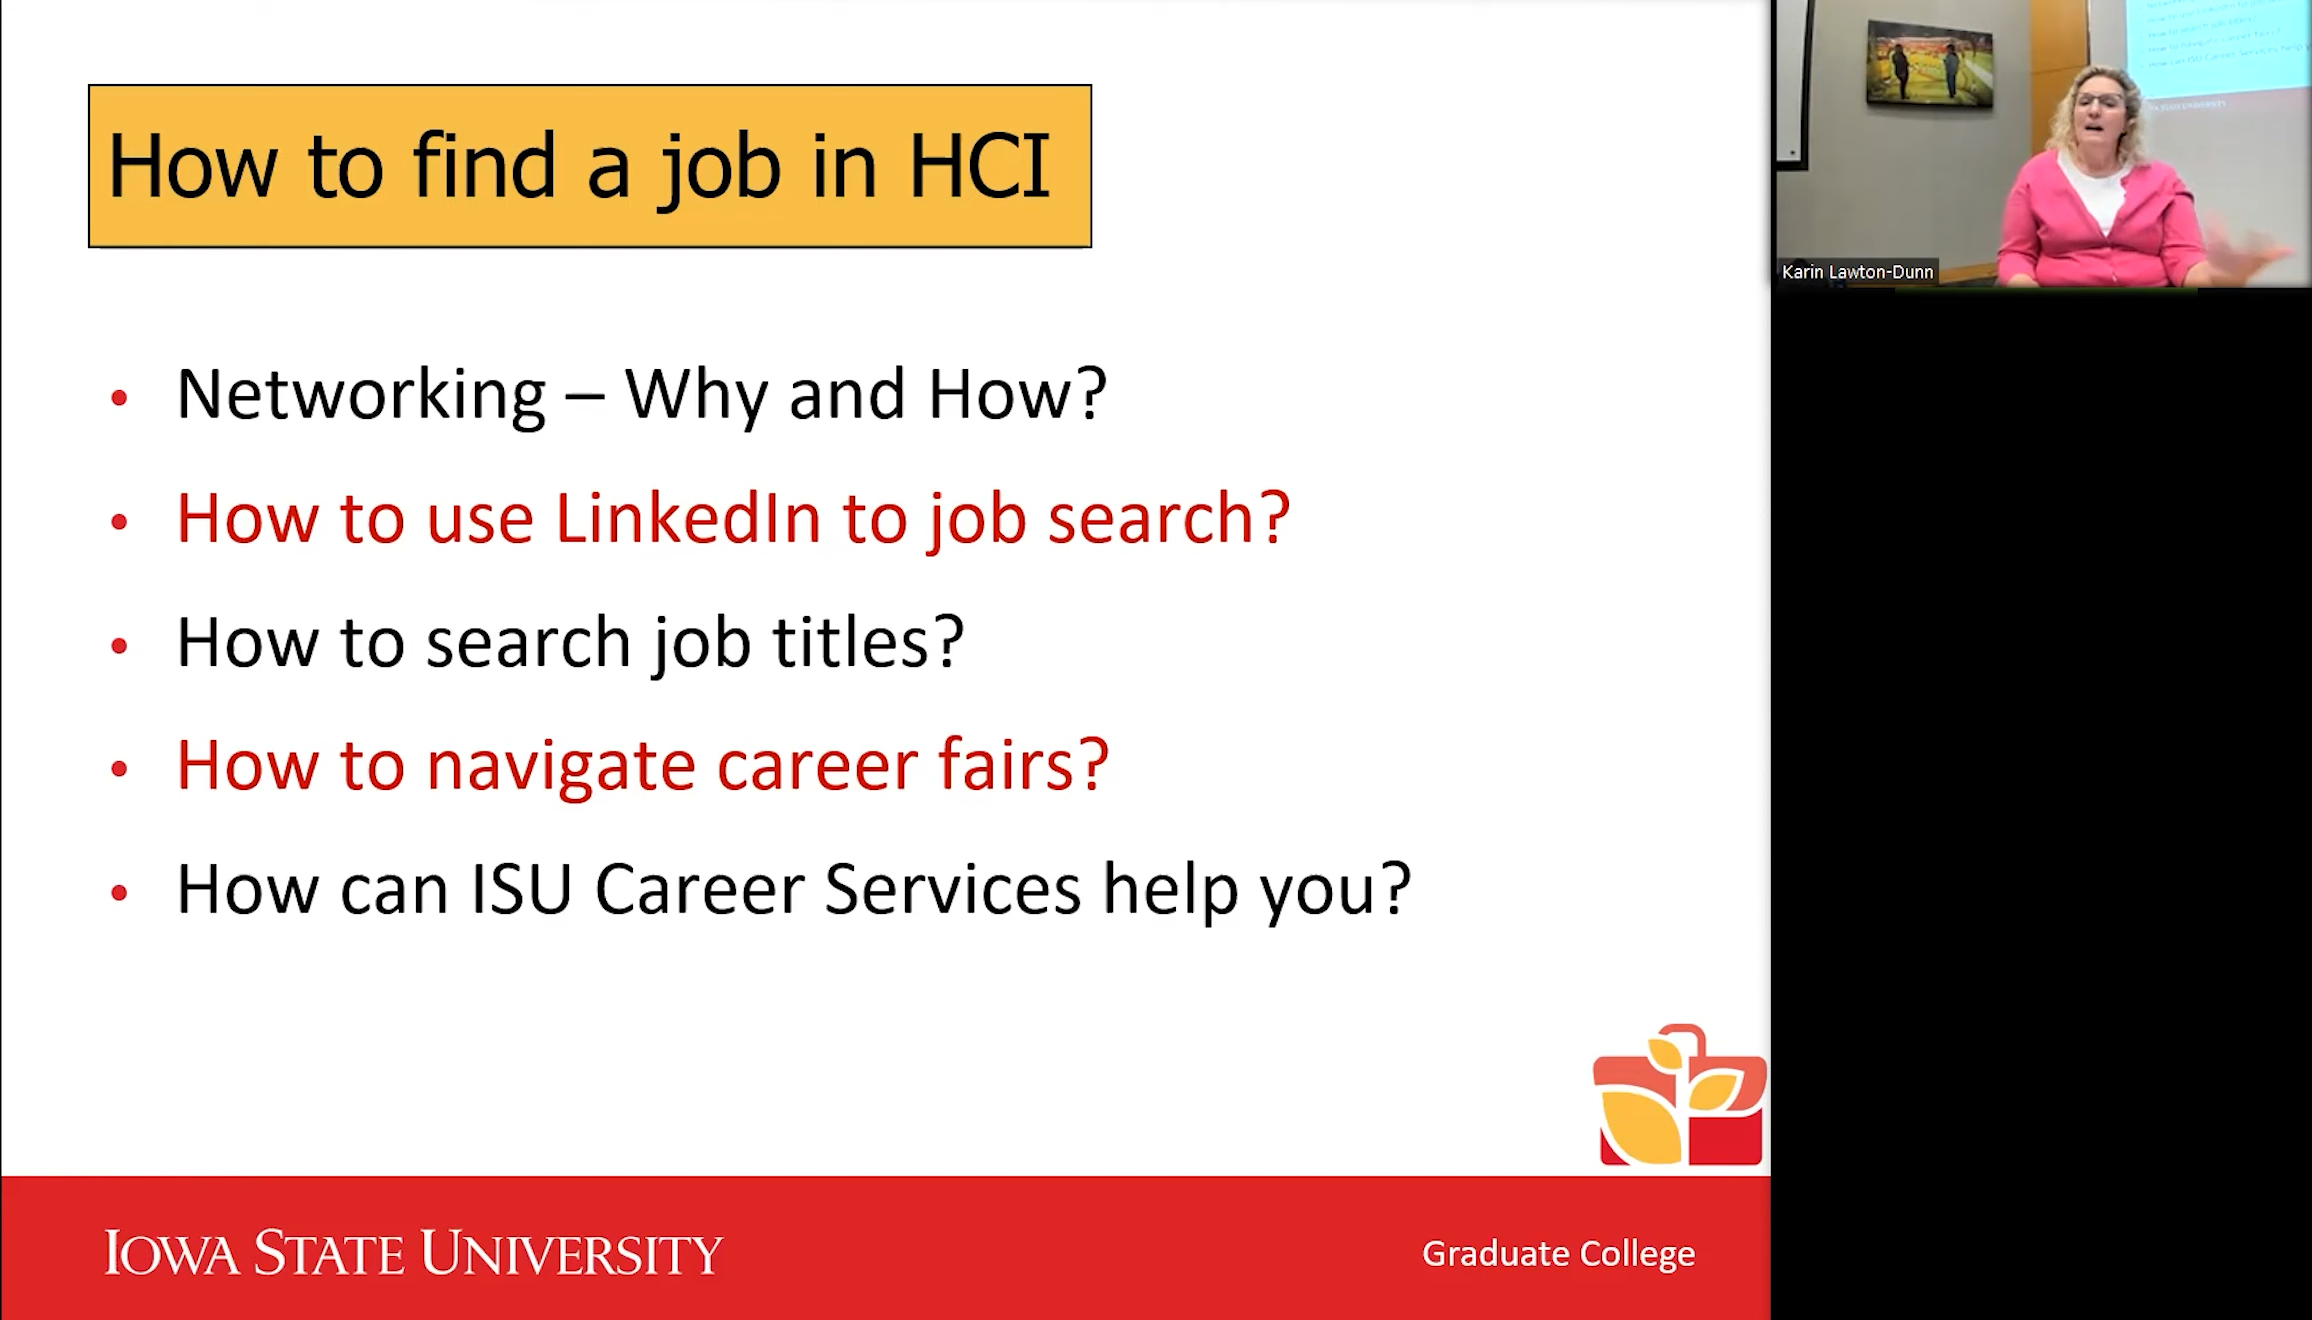 How to find a job in HCI
• Networking – Why and How?
• How to use LinkedIn to job search?
• How to search job titles?
• How to navigate career fairs?
• How can ISU Career Services help you?
IOWA STATE UNIVERSITY
Graduate College
Karin Lawton-Dunn